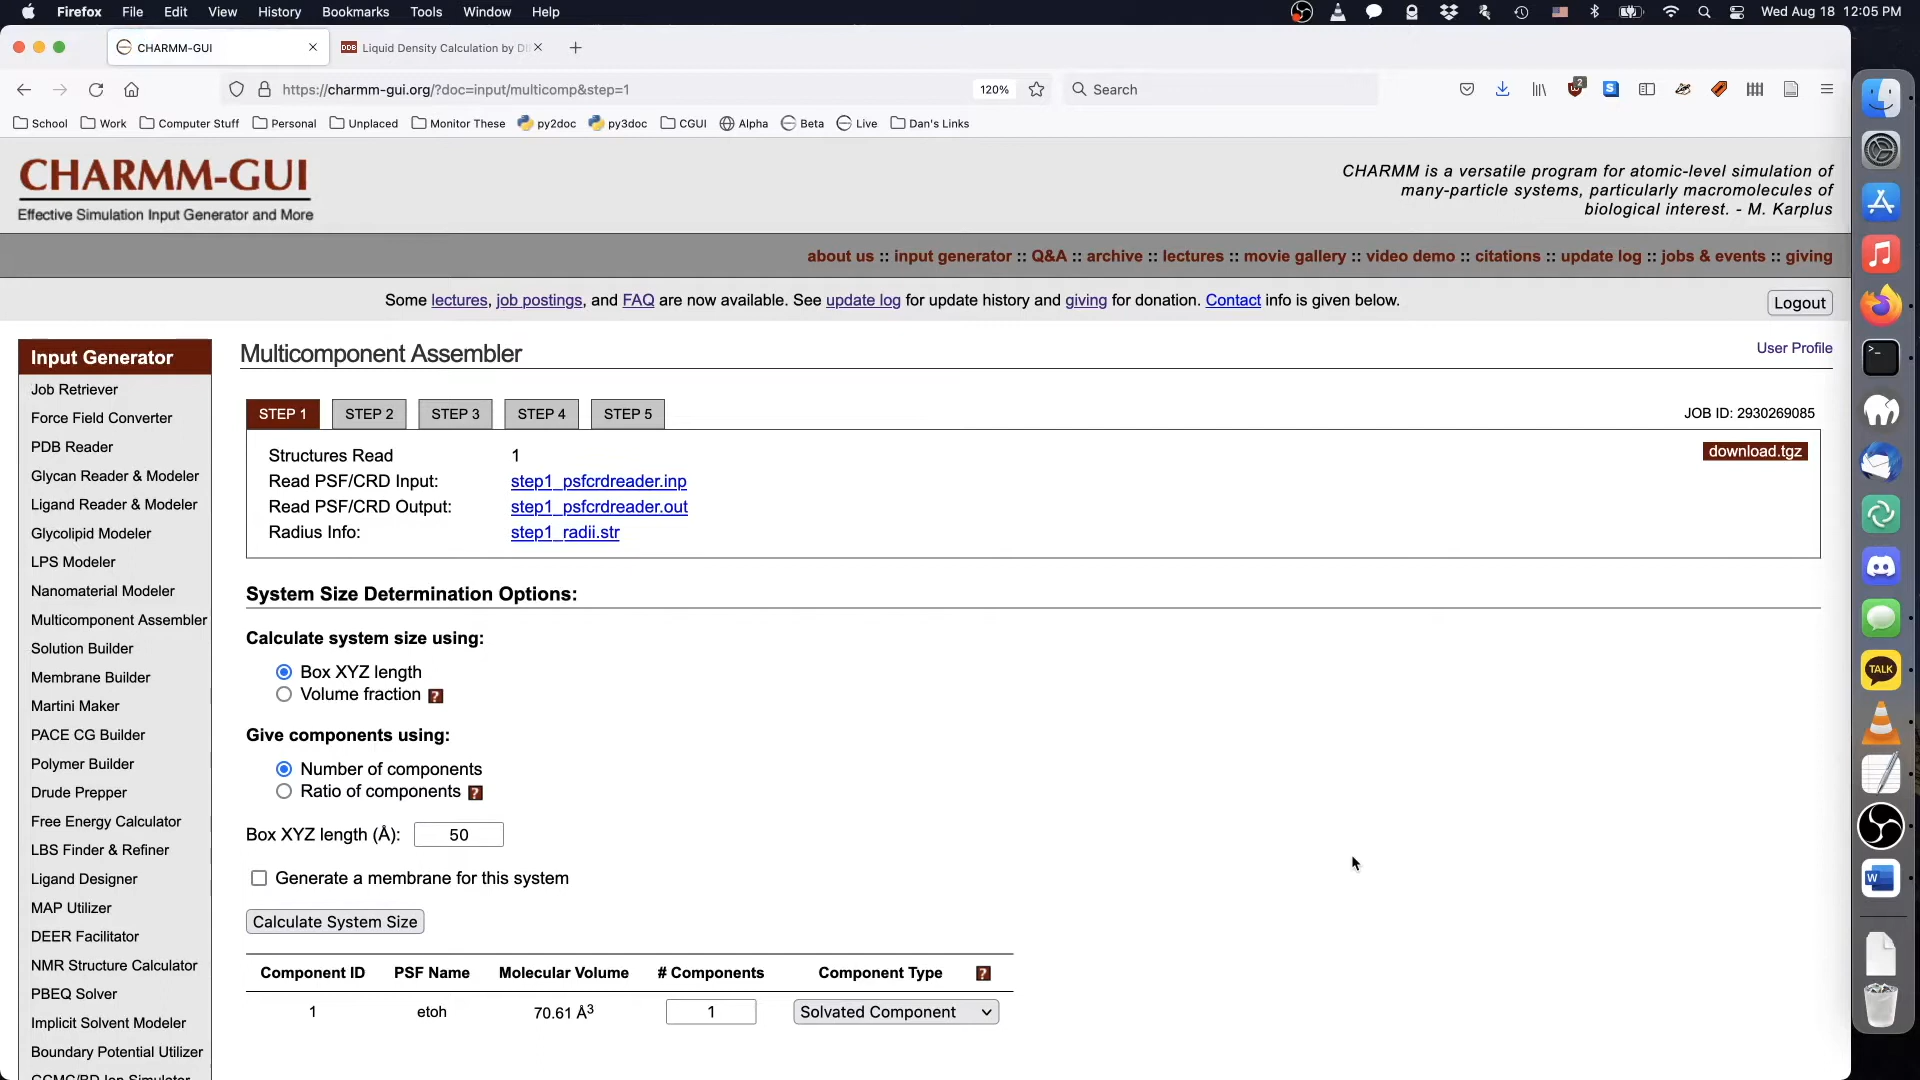 Firefox File Edit View History Bookmarks Tools Window Help Wed Aug 18 12:05 PM
CHARMM-GUI Liquid Density Calculation by D
https://charmm-gui.org/?doc=input/multicomp&step=1 120% Search 2 S
School Work Computer Stuff Personal Unplaced Monitor These py2doc py3doc CGUI Alpha Beta Live Dan's Links
CHARMM-GUI
Effective Simulation Input Generator and More
CHARMM is a versatile program for atomic-level simulation of
many-particle systems, particularly macromolecules of
biological interest. - M. Karplus
about us :: input generator :: Q&A :: archive :: lectures :: movie gallery :: video demo :: citations :: update log :: jobs & events :: giving
Some lectures, job postings, and FAQ are now available. See update log for update history and giving for donation. Contact info is given below.
Logout
Input Generator
Job Retriever
Force Field Converter
PDB Reader
Glycan Reader & Modeler
Ligand Reader & Modeler
Glycolipid Modeler
LPS Modeler
Nanomaterial Modeler
Multicomponent Assembler
Solution Builder
Membrane Builder
Martini Maker
PACE CG Builder
Polymer Builder
Drude Prepper
Free Energy Calculator
LBS Finder & Refiner
Ligand Designer
MAP Utilizer
DEER Facilitator
NMR Structure Calculator
PBEQ Solver
Implicit Solvent Modeler
Boundary Potential Utilizer
GCMC/BD Ion Simulator
Multicomponent Assembler
User Profile
STEP 1 STEP 2 STEP 3 STEP 4 STEP 5
JOB ID: 2930269085
download.tgz
Structures Read 1
Read PSF/CRD Input: step1_psfcrdreader.inp
Read PSF/CRD Output: step1_psfcrdreader.out
Radius Info: step1_radii.str
System Size Determination Options:
Calculate system size using:
Box XYZ length
Volume fraction ?
Give components using:
Number of components
Ratio of components ?
Box XYZ length (Å): 50
Generate a membrane for this system
Calculate System Size
Component ID PSF Name Molecular Volume # Components Component Type ?
1 etoh 70.61 Å³ 1 Solvated Component
TALK
W